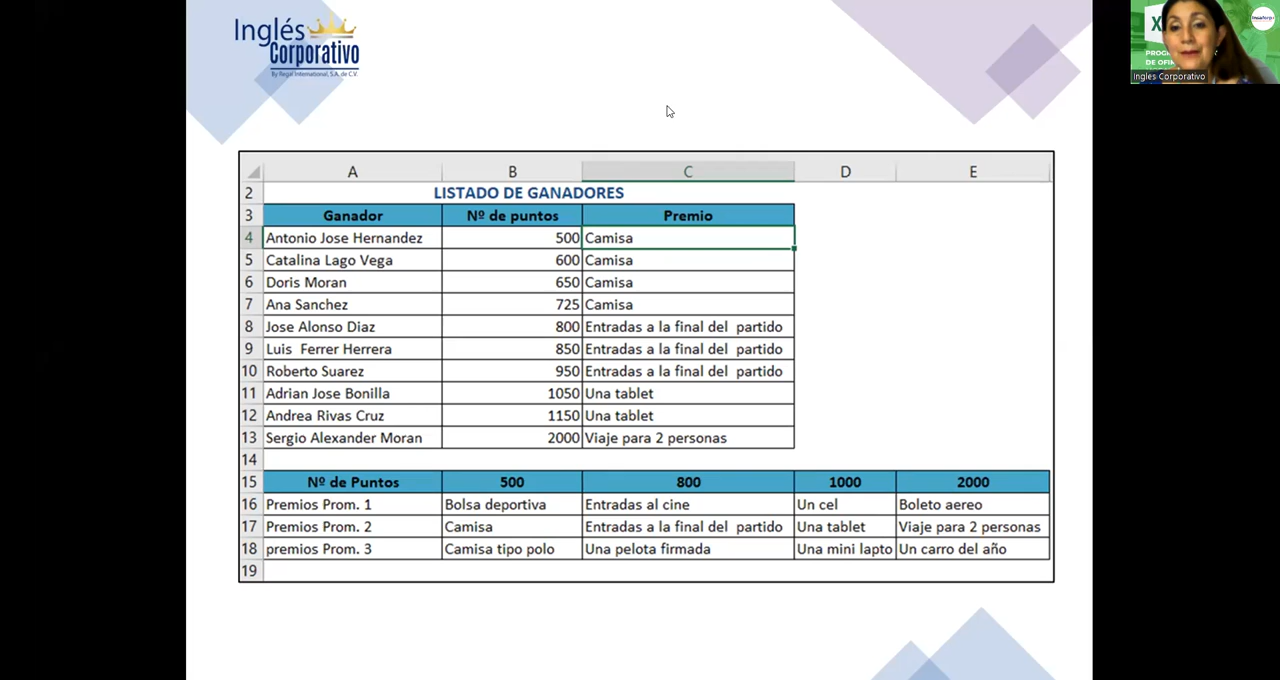 Inglés
Corporativo
By Regal International, S.A. de C.V.
Ingles Corporativo
A B C D E
2 LISTADO DE GANADORES
3 Ganador Nº de puntos Premio
4 Antonio Jose Hernandez 500 Camisa
5 Catalina Lago Vega 600 Camisa
6 Doris Moran 650 Camisa
7 Ana Sanchez 725 Camisa
8 Jose Alonso Diaz 800 Entradas a la final del partido
9 Luis Ferrer Herrera 850 Entradas a la final del partido
10 Roberto Suarez 950 Entradas a la final del partido
11 Adrian Jose Bonilla 1050 Una tablet
12 Andrea Rivas Cruz 1150 Una tablet
13 Sergio Alexander Moran 2000 Viaje para 2 personas
14
15 Nº de Puntos 500 800 1000 2000
16 Premios Prom. 1 Bolsa deportiva Entradas al cine Un cel Boleto aereo
17 Premios Prom. 2 Camisa Entradas a la final del partido Una tablet Viaje para 2 personas
18 premios Prom. 3 Camisa tipo polo Una pelota firmada Una mini lapto Un carro del año
19